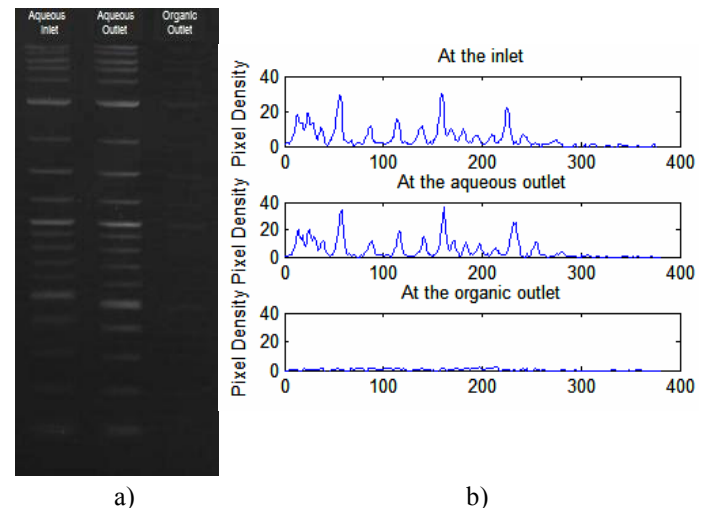 Aqueous Inlet
Aqueous Outlet
Organic Outlet
At the inlet
Pixel Density
40
20
0
0 100 200 300 400
At the aqueous outlet
Pixel Density
40
20
0
0 100 200 300 400
At the organic outlet
Pixel Density
40
20
0
0 100 200 300 400
a)
b)